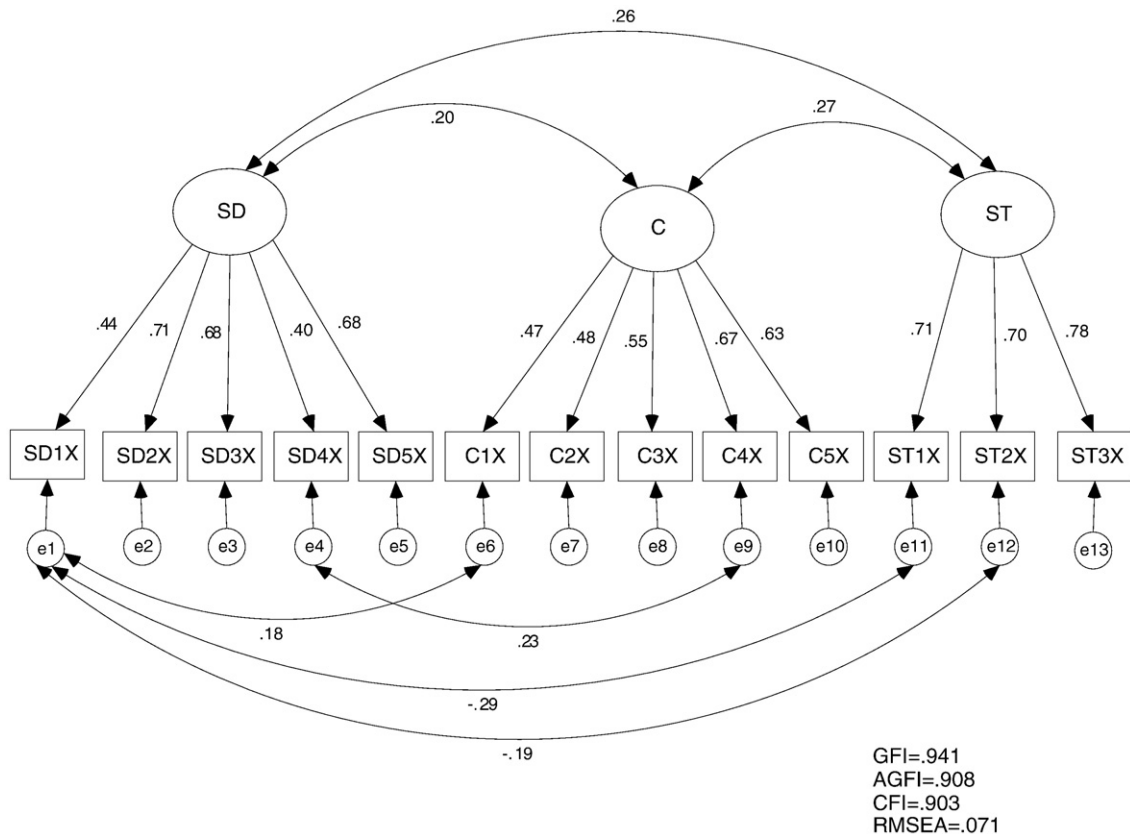 .26
.20
.27
SD
C
ST
.44
.71
.68
.40
.68
.47
.48
.55
.67
.63
.71
.70
.78
SD1X
SD2X
SD3X
SD4X
SD5X
C1X
C2X
C3X
C4X
C5X
ST1X
ST2X
ST3X
e1
e2
e3
e4
e5
e6
e7
e8
e9
e10
e11
e12
e13
.18
.23
-.29
-.19
GFI=.941
AGFI=.908
CFI=.903
RMSEA=.071